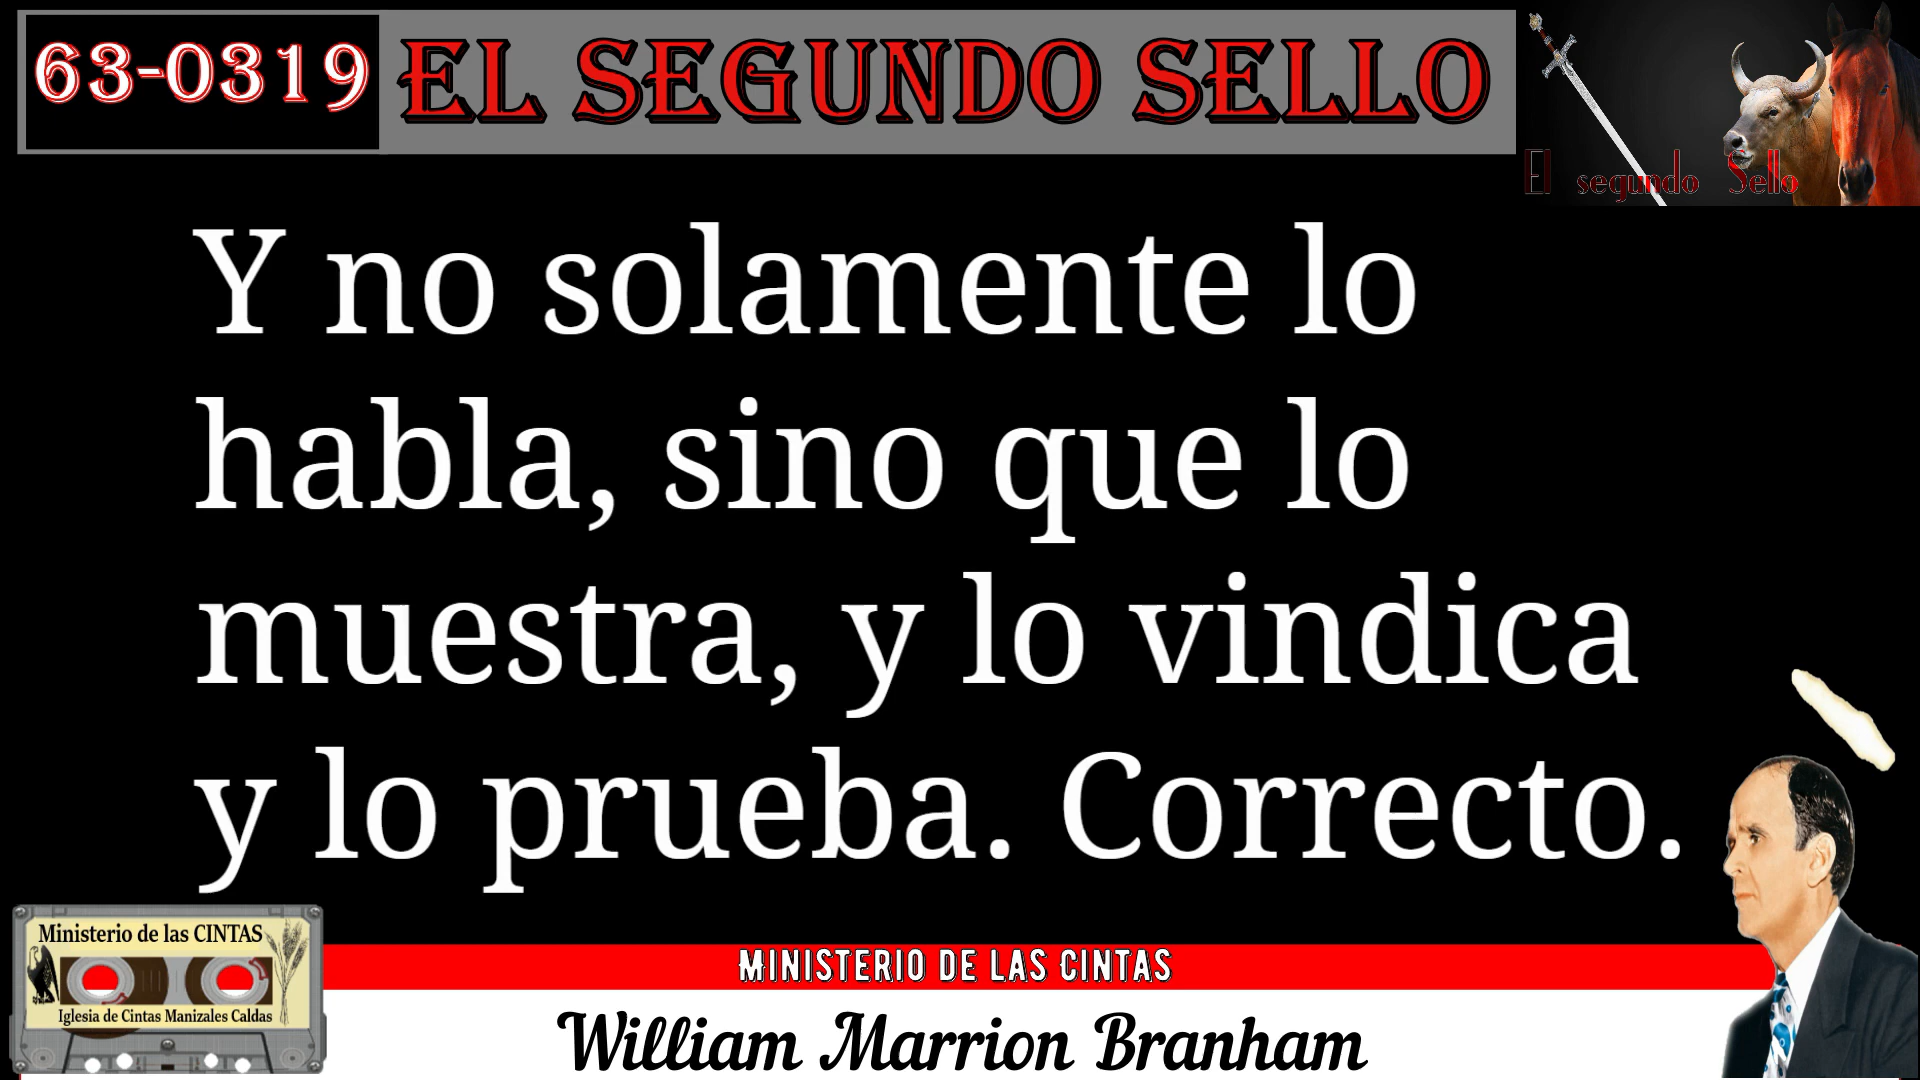 63-0319
EL SEGUNDO SELLO
El segundo Sello
Y no solamente lo
habla, sino que lo
muestra, y lo vindica
y lo prueba. Correcto.
Ministerio de las CINTAS
Iglesia de Cintas Manizales Caldas
MINISTERIO DE LAS CINTAS
William Marrion Branham